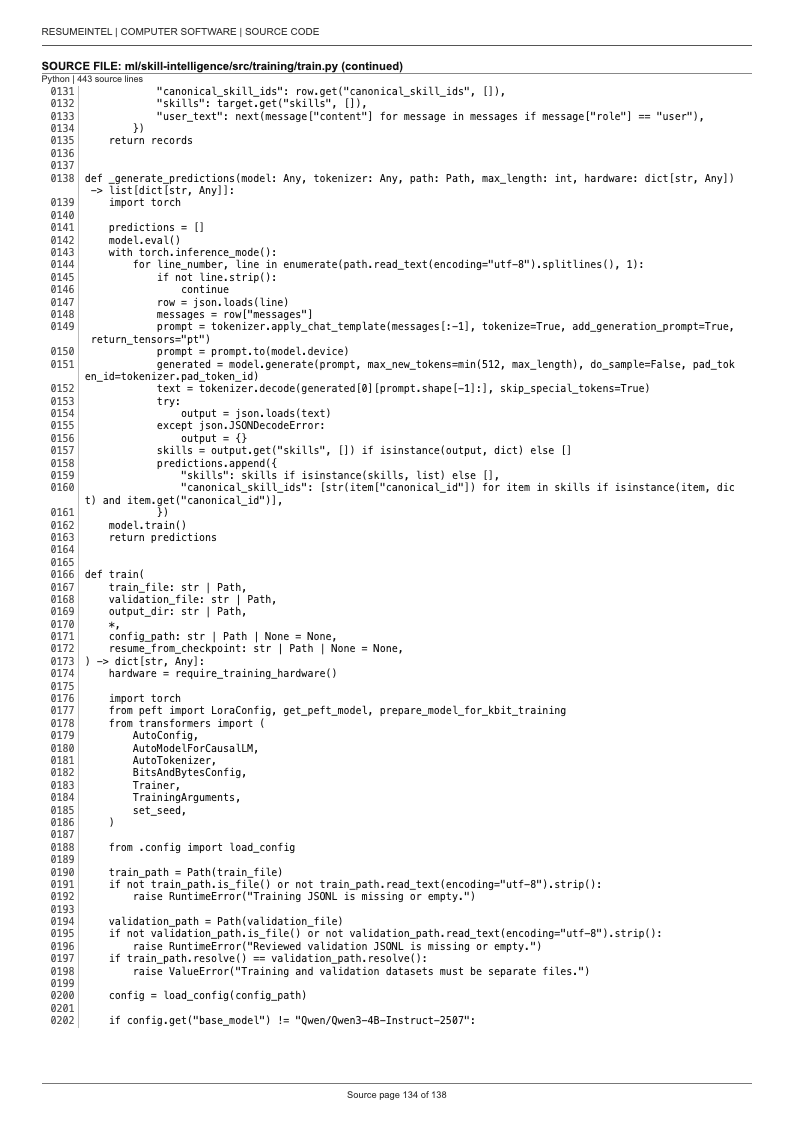 RESUMEINTEL | COMPUTER SOFTWARE | SOURCE CODE
SOURCE FILE: ml/skill-intelligence/src/training/train.py (continued)
Python | 443 source lines
0131             "canonical_skill_ids": row.get("canonical_skill_ids", []),
0132             "skills": target.get("skills", []),
0133             "user_text": next(message["content"] for message in messages if message["role"] == "user"),
0134         })
0135     return records
0136
0137
0138 def _generate_predictions(model: Any, tokenizer: Any, path: Path, max_length: int, hardware: dict[str, Any])
 -> list[dict[str, Any]]:
0139     import torch
0140
0141     predictions = []
0142     model.eval()
0143     with torch.inference_mode():
0144         for line_number, line in enumerate(path.read_text(encoding="utf-8").splitlines(), 1):
0145             if not line.strip():
0146                 continue
0147             row = json.loads(line)
0148             messages = row["messages"]
0149             prompt = tokenizer.apply_chat_template(messages[:-1], tokenize=True, add_generation_prompt=True,
 return_tensors="pt")
0150             prompt = prompt.to(model.device)
0151             generated = model.generate(prompt, max_new_tokens=min(512, max_length), do_sample=False, pad_tok
en_id=tokenizer.pad_token_id)
0152             text = tokenizer.decode(generated[0][prompt.shape[-1]:], skip_special_tokens=True)
0153             try:
0154                 output = json.loads(text)
0155             except json.JSONDecodeError:
0156                 output = {}
0157             skills = output.get("skills", []) if isinstance(output, dict) else []
0158             predictions.append({
0159                 "skills": skills if isinstance(skills, list) else [],
0160                 "canonical_skill_ids": [str(item["canonical_id"]) for item in skills if isinstance(item, dic
t) and item.get("canonical_id")],
0161             })
0162     model.train()
0163     return predictions
0164
0165
0166 def train(
0167     train_file: str | Path,
0168     validation_file: str | Path,
0169     output_dir: str | Path,
0170     *,
0171     config_path: str | Path | None = None,
0172     resume_from_checkpoint: str | Path | None = None,
0173 ) -> dict[str, Any]:
0174     hardware = require_training_hardware()
0175
0176     import torch
0177     from peft import LoraConfig, get_peft_model, prepare_model_for_kbit_training
0178     from transformers import (
0179         AutoConfig,
0180         AutoModelForCausalLM,
0181         AutoTokenizer,
0182         BitsAndBytesConfig,
0183         Trainer,
0184         TrainingArguments,
0185         set_seed,
0186     )
0187
0188     from .config import load_config
0189
0190     train_path = Path(train_file)
0191     if not train_path.is_file() or not train_path.read_text(encoding="utf-8").strip():
0192         raise RuntimeError("Training JSONL is missing or empty.")
0193
0194     validation_path = Path(validation_file)
0195     if not validation_path.is_file() or not validation_path.read_text(encoding="utf-8").strip():
0196         raise RuntimeError("Reviewed validation JSONL is missing or empty.")
0197     if train_path.resolve() == validation_path.resolve():
0198         raise ValueError("Training and validation datasets must be separate files.")
0199
0200     config = load_config(config_path)
0201
0202     if config.get("base_model") != "Qwen/Qwen3-4B-Instruct-2507":
Source page 134 of 138